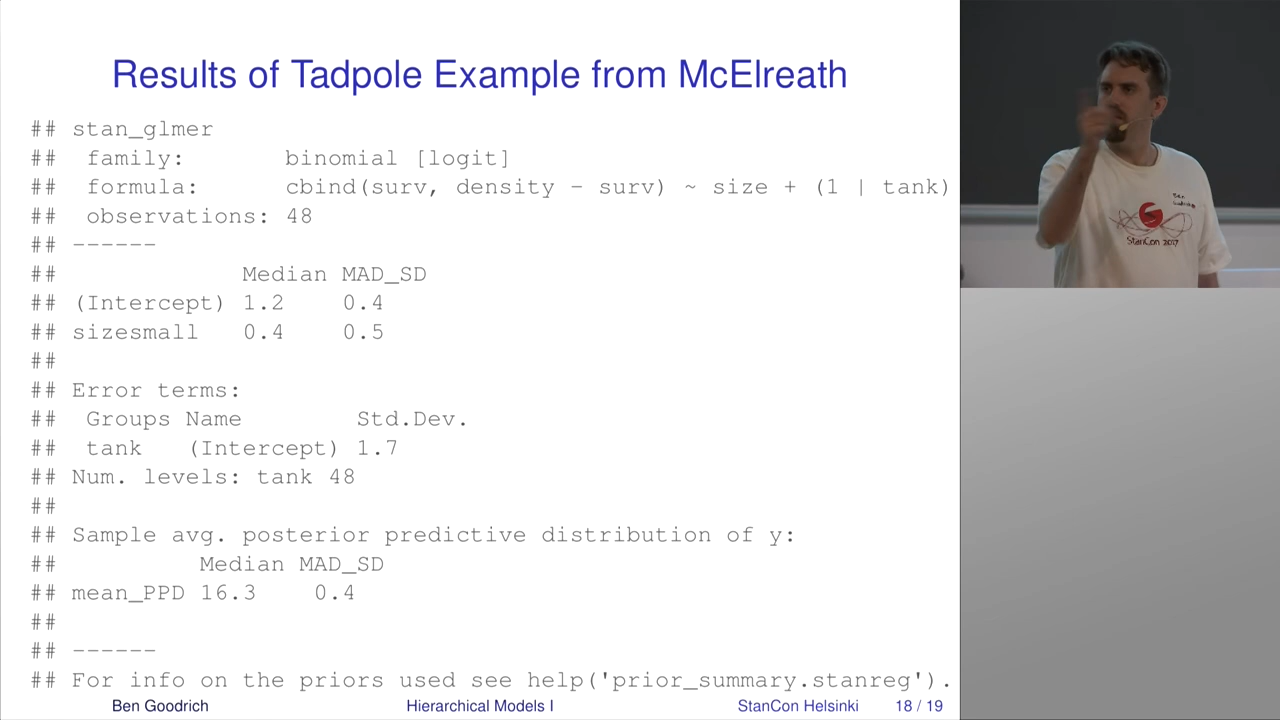 Results of Tadpole Example from McElreath
## stan_glmer
## family: binomial [logit]
## formula: cbind(surv, density - surv) ~ size + (1 | tank)
## observations: 48
## ------
## Median MAD_SD
## (Intercept) 1.2 0.4
## sizesmall 0.4 0.5
##
## Error terms:
## Groups Name Std.Dev.
## tank (Intercept) 1.7
## Num. levels: tank 48
##
## Sample avg. posterior predictive distribution of y:
## Median MAD_SD
## mean_PPD 16.3 0.4
##
## ------
## For info on the priors used see help('prior_summary.stanreg').
Ben Goodrich Hierarchical Models I StanCon Helsinki 18 / 19
Ben
StanCon 2017